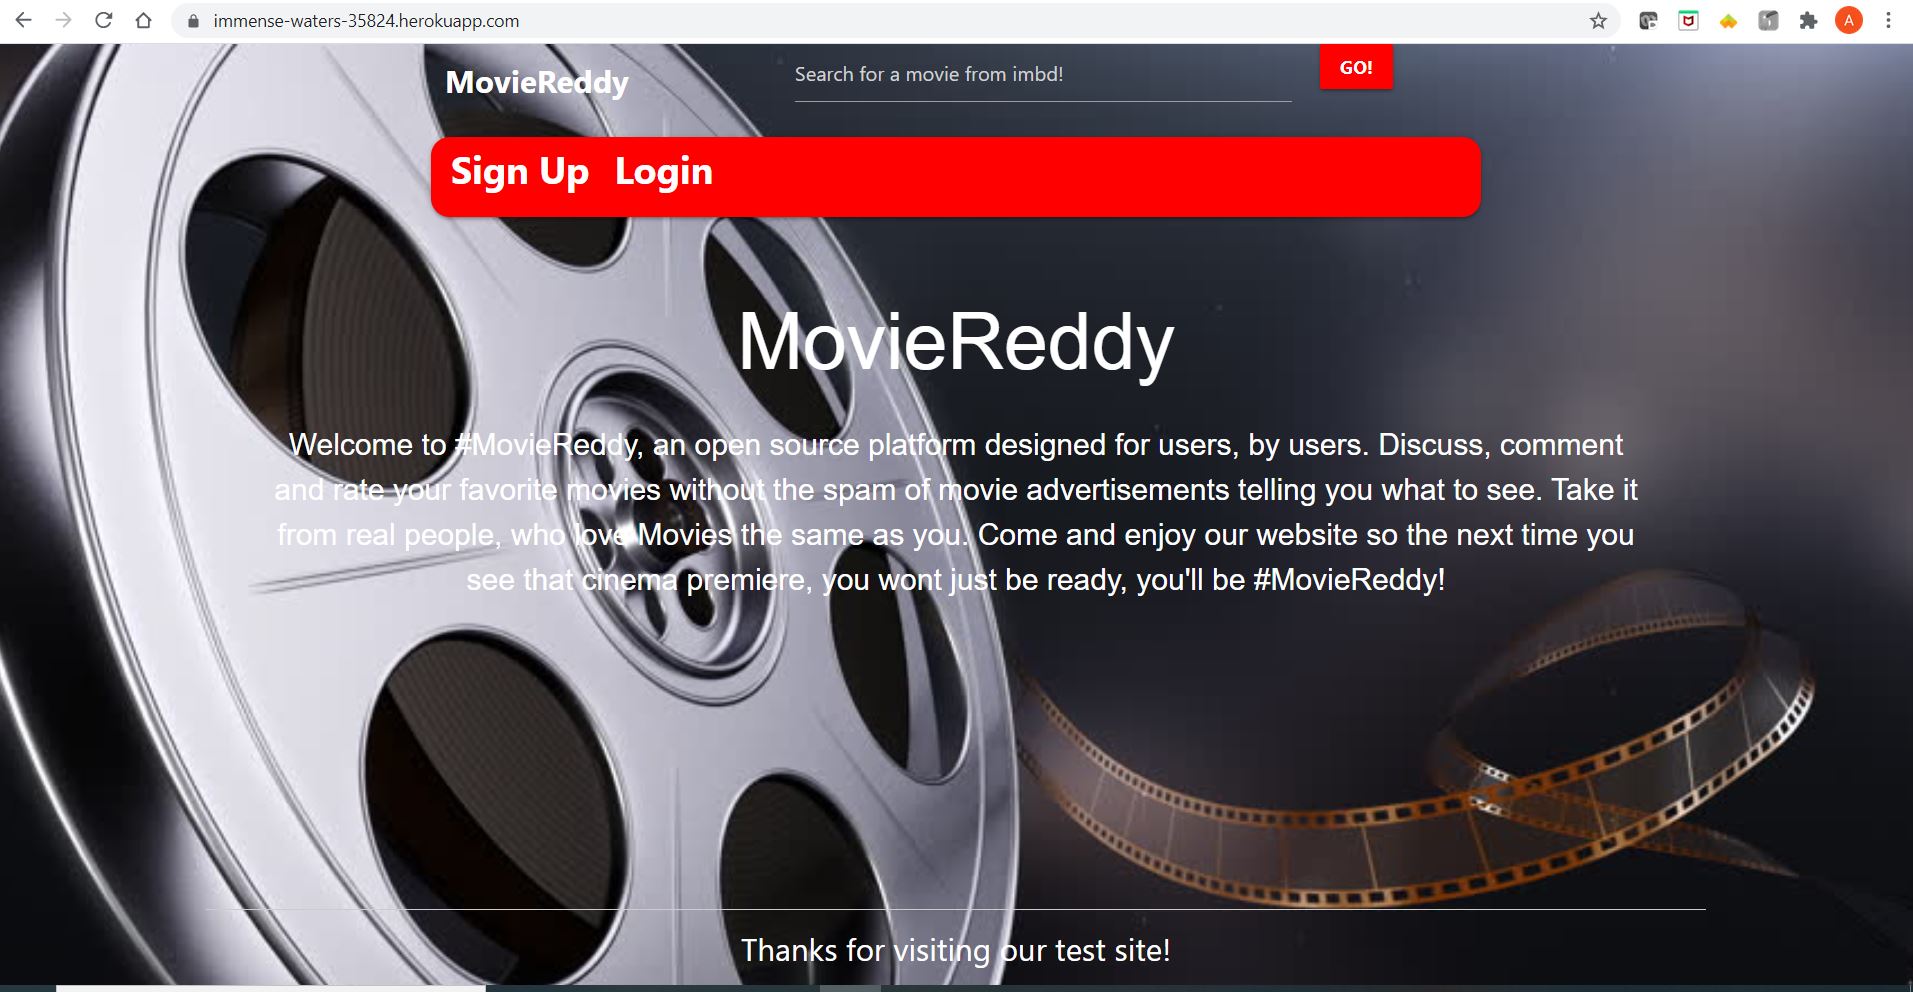 immense-waters-35824.herokuapp.com
A
MovieReddy
Search for a movie from imbd!
GO!
Sign Up Login
MovieReddy
Welcome to #MovieReddy, an open source platform designed for users, by users. Discuss, comment
and rate your favorite movies without the spam of movie advertisements telling you what to see. Take it
from real people, who love Movies the same as you. Come and enjoy our website so the next time you
see that cinema premiere, you wont just be ready, you'll be #MovieReddy!
Thanks for visiting our test site!